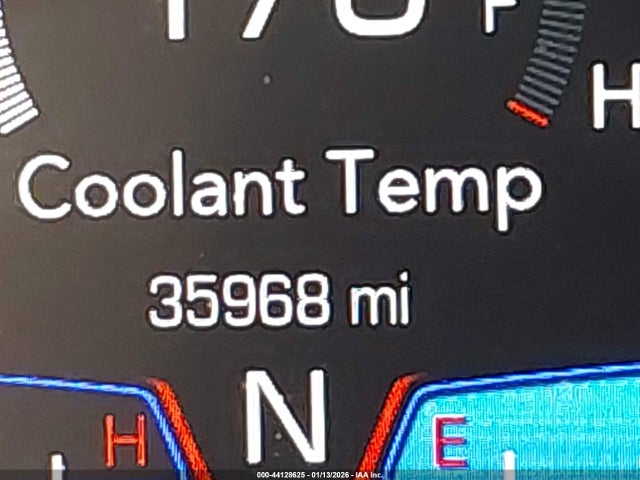 F
H
Coolant Temp
35968 mi
N
H E
000-44128625 - 01/13/2026 - IAA Inc.